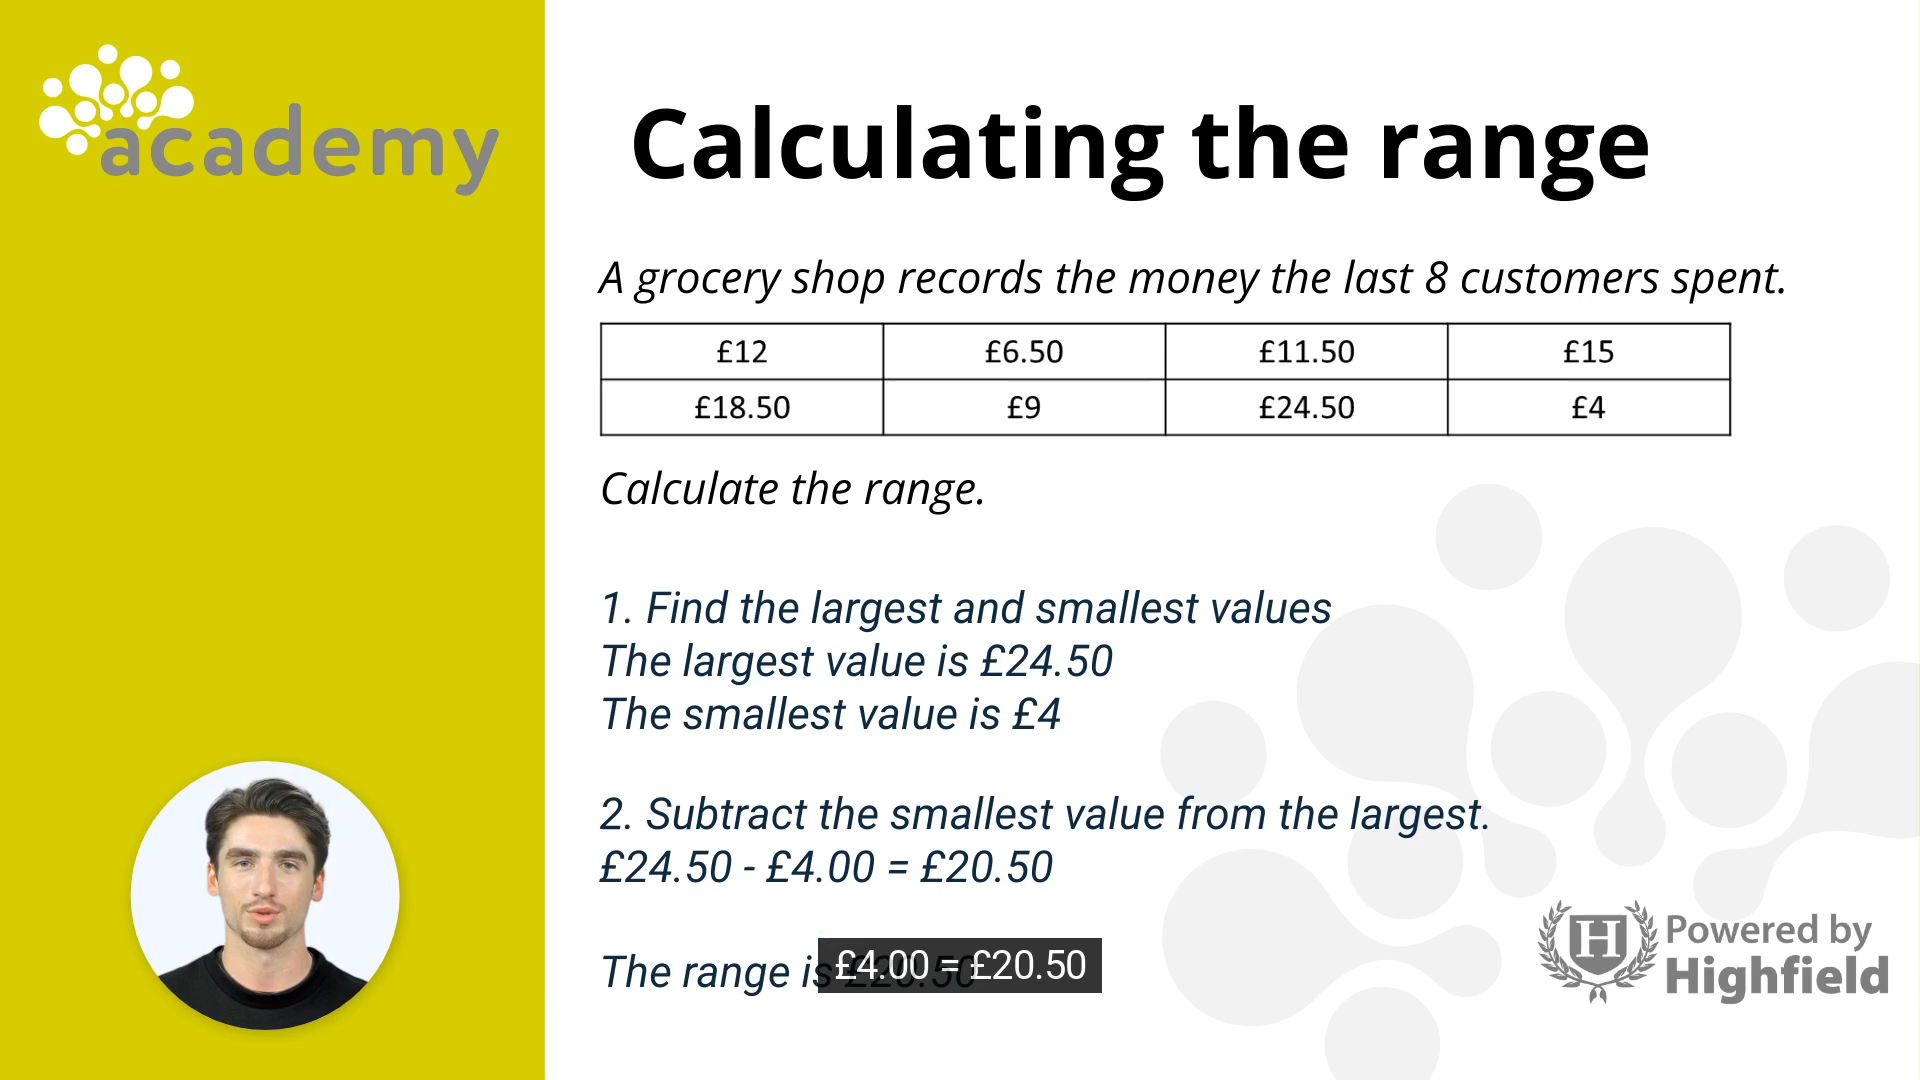 academy
Calculating the range
A grocery shop records the money the last 8 customers spent.
£12 £6.50 £11.50 £15
£18.50 £9 £24.50 £4
Calculate the range.
1. Find the largest and smallest values
The largest value is £24.50
The smallest value is £4
2. Subtract the smallest value from the largest.
£24.50 - £4.00 = £20.50
The range is £20.50
£4.00 = £20.50
H
Powered by
Highfield